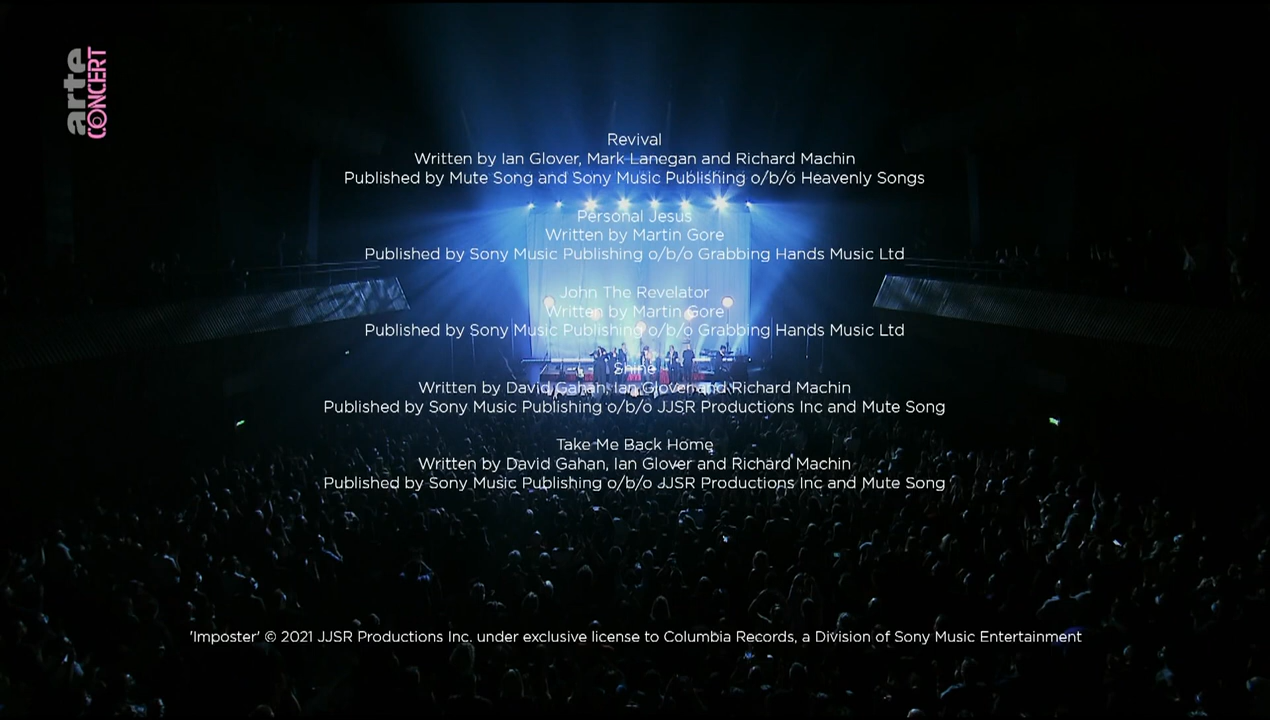 arte
CONCERT
Revival
Written by Ian Glover, Mark Lanegan and Richard Machin
Published by Mute Song and Sony Music Publishing o/b/o Heavenly Songs
Personal Jesus
Written by Martin Gore
Published by Sony Music Publishing o/b/o Grabbing Hands Music Ltd
John The Revelator
Written by Martin Gore
Published by Sony Music Publishing o/b/o Grabbing Hands Music Ltd
Shine
Written by David Gahan, Ian Glover and Richard Machin
Published by Sony Music Publishing o/b/o JJSR Productions Inc and Mute Song
Take Me Back Home
Written by David Gahan, Ian Glover and Richard Machin
Published by Sony Music Publishing o/b/o JJSR Productions Inc and Mute Song
'Imposter' © 2021 JJSR Productions Inc. under exclusive license to Columbia Records, a Division of Sony Music Entertainment